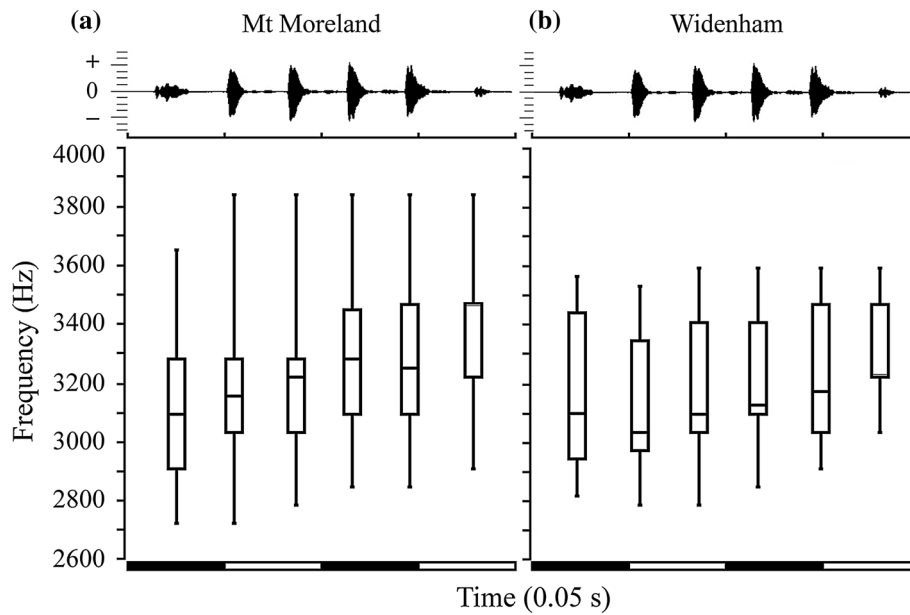 (a) Mt Moreland
(b) Widenham
+
0
−
4000
3800
3600
3400
3200
3000
2800
2600
Frequency (Hz)
Time (0.05 s)